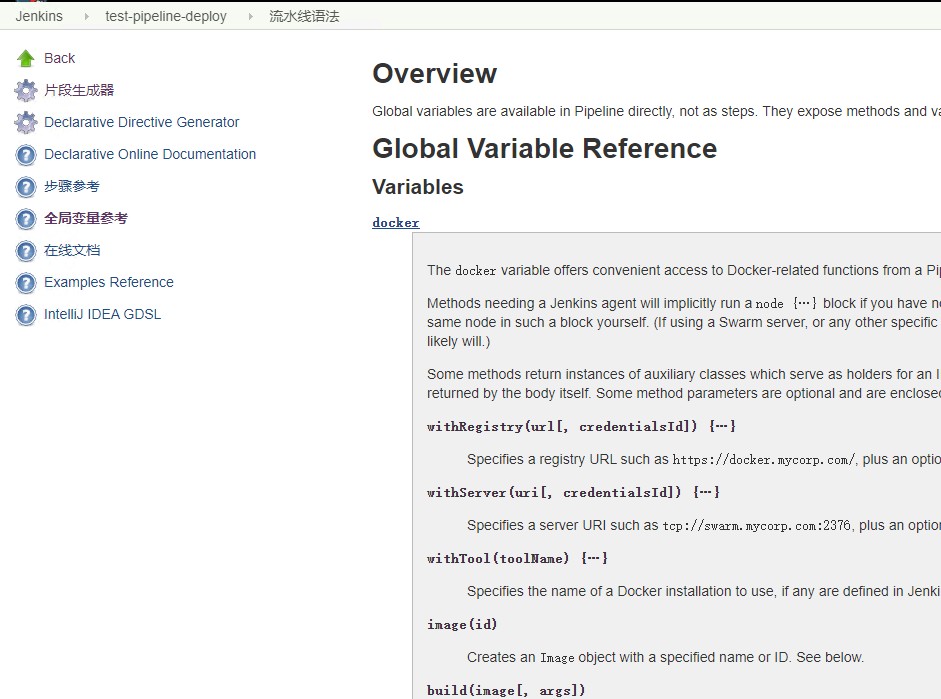 Jenkins test-pipeline-deploy 流水线语法
Back
片段生成器
Declarative Directive Generator
Declarative Online Documentation
步骤参考
全局变量参考
在线文档
Examples Reference
IntelliJ IDEA GDSL
Overview
Global variables are available in Pipeline directly, not as steps. They expose methods and
Global Variable Reference
Variables
docker
The docker variable offers convenient access to Docker-related functions from a
Methods needing a Jenkins agent will implicitly run a node {…} block if you have
same node in such a block yourself. (If using a Swarm server, or any other specific
likely will.)
Some methods return instances of auxiliary classes which serve as holders for an
returned by the body itself. Some method parameters are optional and are
withRegistry(url[, credentialsId]) {…}
Specifies a registry URL such as https://docker.mycorp.com/, plus an
withServer(uri[, credentialsId]) {…}
Specifies a server URI such as tcp://swarm.mycorp.com:2376, plus an
withTool(toolName) {…}
Specifies the name of a Docker installation to use, if any are defined in
image(id)
Creates an Image object with a specified name or ID. See below.
build(image[, args])